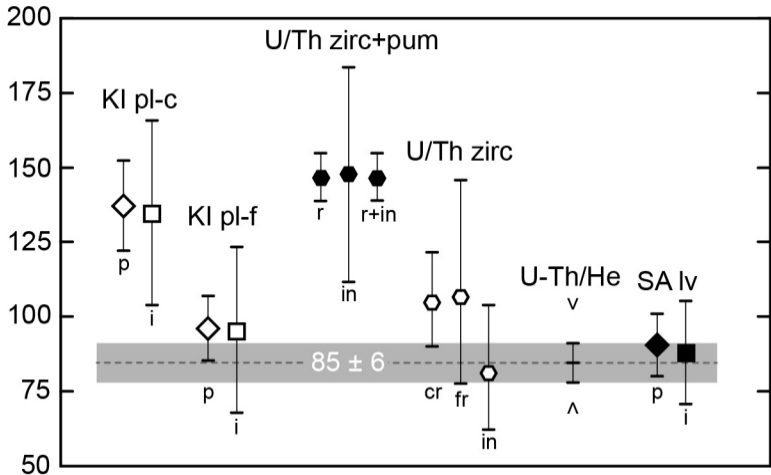 200
U/Th zirc+pum
175
KI pl-c
150
U/Th zirc
r
r+in
KI pl-f
125
p
U-Th/He
SA lv
in
v
100
i
85 ± 6
75
p
cr
fr
p
^
i
i
in
50